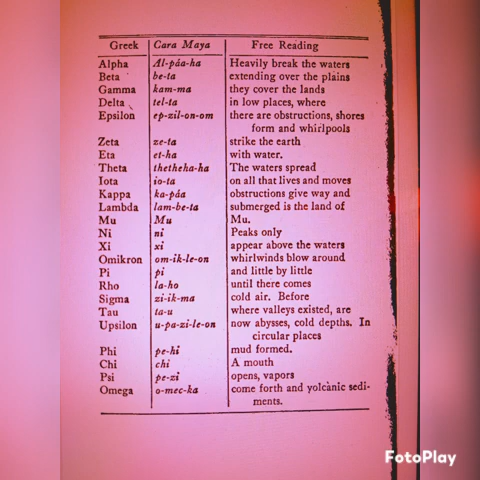 Greek Cara Maya Free Reading
Alpha Al-páa-ha Heavily break the waters
Beta be-ta extending over the plains
Gamma kam-ma they cover the lands
Delta tel-ta in low places, where
Epsilon ep-zil-on-om there are obstructions, shores
form and whirlpools
Zeta ze-ta strike the earth
Eta et-ha with water.
Theta thetheha-ha The waters spread
Iota io-ta on all that lives and moves
Kappa ka-páa obstructions give way and
Lambda lam-be-ta submerged is the land of
Mu Mu Mu.
Ni ni Peaks only
Xi xi appear above the waters
Omikron om-ik-le-on whirlwinds blow around
Pi pi and little by little
Rho la-ho until there comes
Sigma zi-ik-ma cold air. Before
Tau ta-u where valleys existed, are
Upsilon u-pa-zi-le-on now abysses, cold depths. In
circular places
Phi pe-hi mud formed.
Chi chi A mouth
Psi pe-zi opens, vapors
Omega o-mec-ka come forth and volcànic sedi-
ments.
FotoPlay